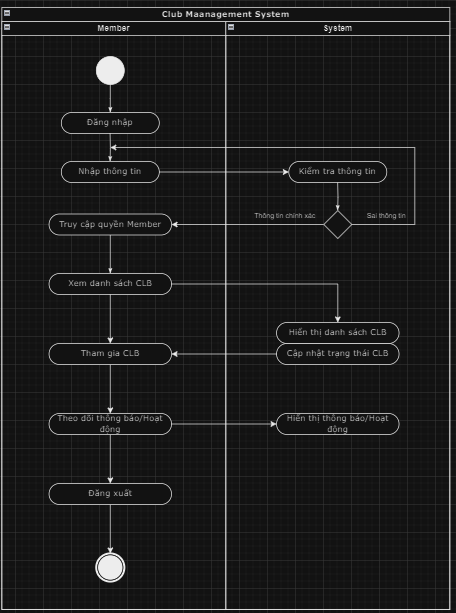 Club Maanagement System
Member
System
Đăng nhập
Nhập thông tin
Kiểm tra thông tin
Truy cập quyền Member
Thông tin chính xác
Sai thông tin
Xem danh sách CLB
Hiển thị danh sách CLB
Tham gia CLB
Cập nhật trạng thái CLB
Theo dõi thông báo/Hoạt
động
Hiển thị thông báo/Hoạt
động
Đăng xuất